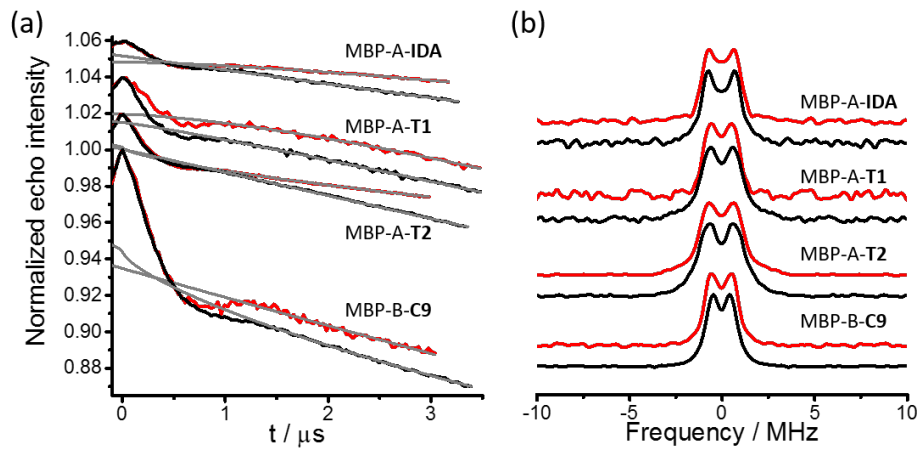 (a)
Normalized echo intensity
1.06
1.04
1.02
1.00
0.98
0.94
0.92
0.90
0.88
MBP-A-IDA
MBP-A-T1
MBP-A-T2
MBP-B-C9
0
1
2
3
t / μs
(b)
MBP-A-IDA
MBP-A-T1
MBP-A-T2
MBP-B-C9
-10
-5
0
5
10
Frequency / MHz